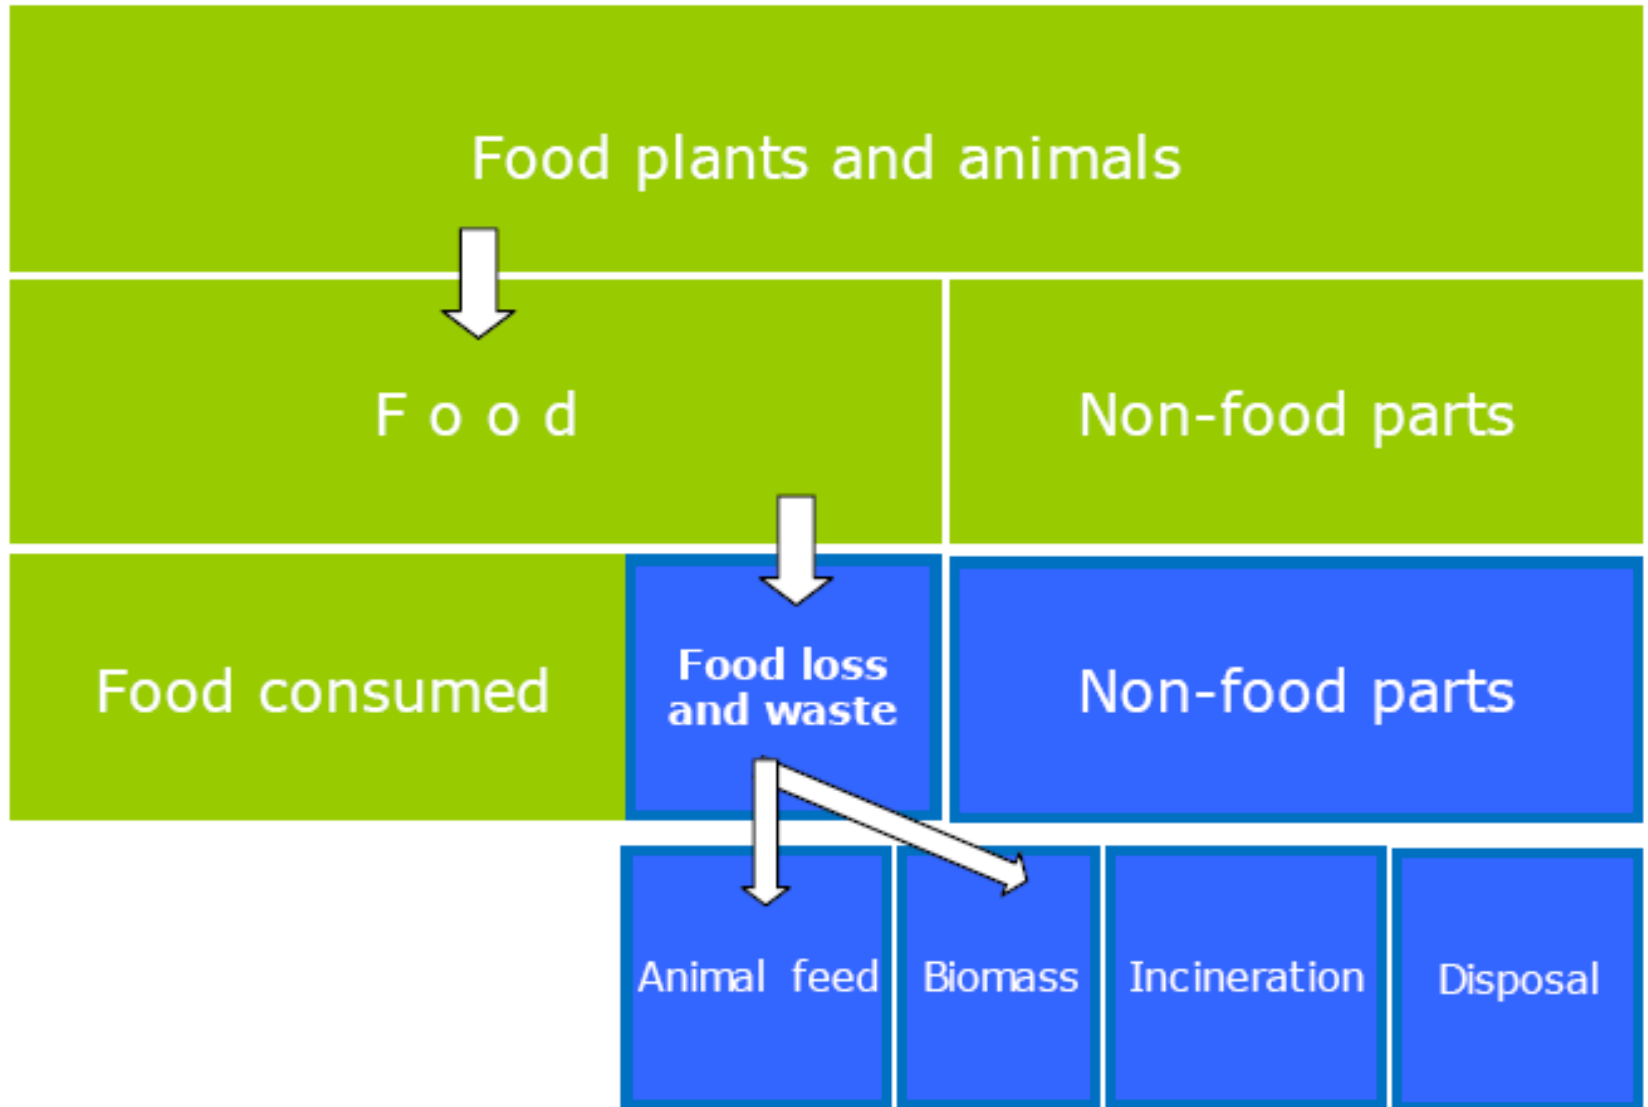 Food plants and animals
F o o d
Non-food parts
Food consumed
Food loss
and waste
Non-food parts
Animal feed
Biomass
Incineration
Disposal